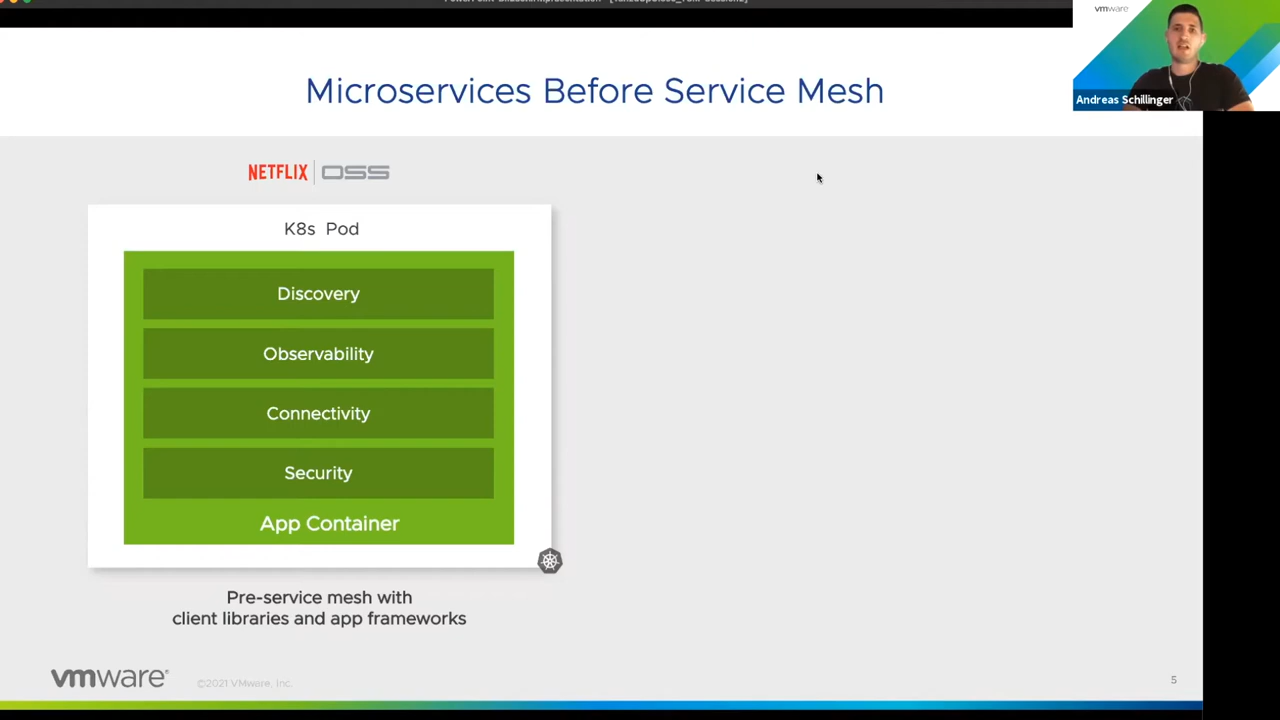 vmware
Andreas Schillinger
Microservices Before Service Mesh
NETFLIX OSS
K8s Pod
Discovery
Observability
Connectivity
Security
App Container
Pre-service mesh with
client libraries and app frameworks
vmware®
©2021 VMware, Inc.
5